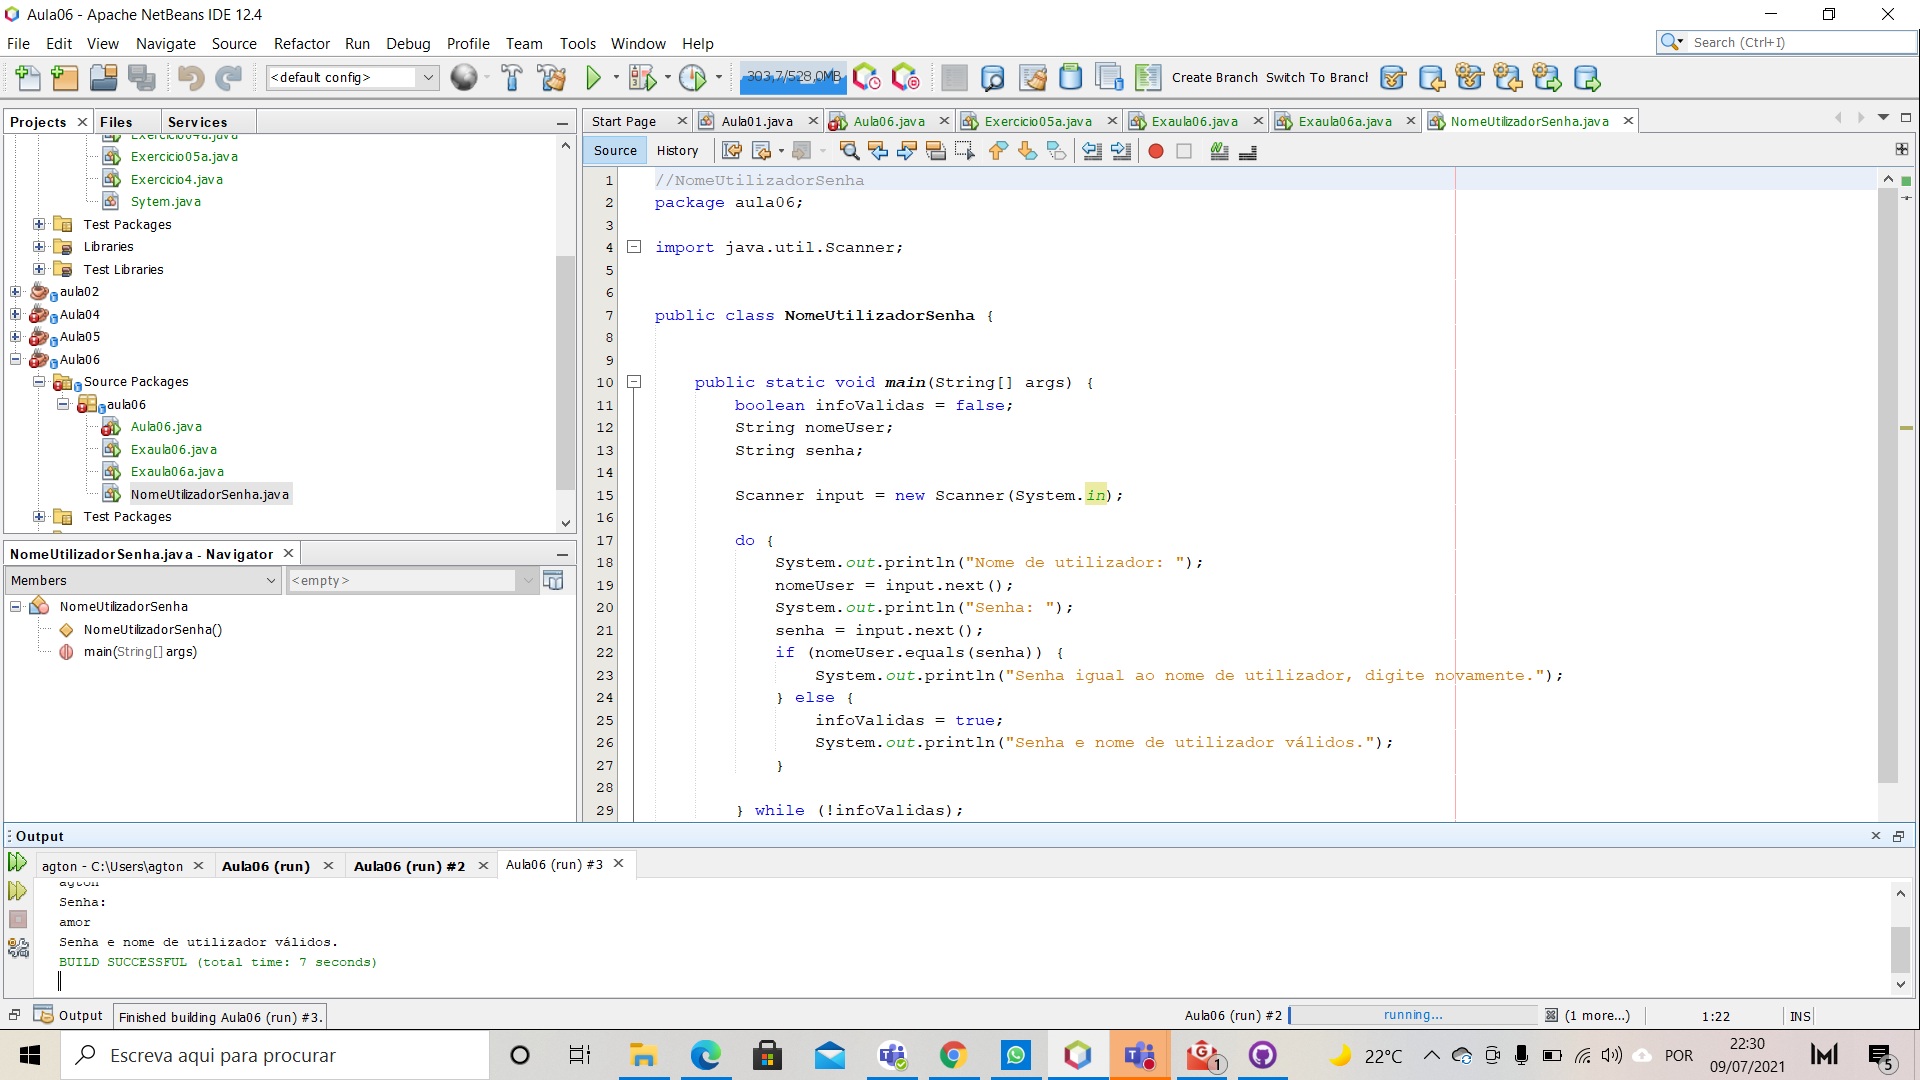 Aula06 - Apache NetBeans IDE 12.4
File Edit View Navigate Source Refactor Run Debug Profile Team Tools Window Help
Search (Ctrl+I)
<default config>
303,7/528,0MB
Create Branch Switch To Branch
Projects Files Services
Exercicio04a.java
Exercicio05a.java
Exercicio4.java
Sytem.java
Test Packages
Libraries
Test Libraries
aula02
Aula04
Aula05
Aula06
Source Packages
aula06
Aula06.java
Exaula06.java
Exaula06a.java
NomeUtilizadorSenha.java
Test Packages
NomeUtilizadorSenha.java - Navigator
Members <empty>
NomeUtilizadorSenha
NomeUtilizadorSenha()
main(String[] args)
Start Page Aula01.java Aula06.java Exercicio05a.java Exaula06.java Exaula06a.java NomeUtilizadorSenha.java
Source History
1 //NomeUtilizadorSenha
2 package aula06;
3
4 import java.util.Scanner;
5
6
7 public class NomeUtilizadorSenha {
8
9
10 public static void main(String[] args) {
11 boolean infoValidas = false;
12 String nomeUser;
13 String senha;
14
15 Scanner input = new Scanner(System.in);
16
17 do {
18 System.out.println("Nome de utilizador: ");
19 nomeUser = input.next();
20 System.out.println("Senha: ");
21 senha = input.next();
22 if (nomeUser.equals(senha)) {
23 System.out.println("Senha igual ao nome de utilizador, digite novamente.");
24 } else {
25 infoValidas = true;
26 System.out.println("Senha e nome de utilizador válidos.");
27 }
28
29 } while (!infoValidas);
Output
agton - C:\Users\agton Aula06 (run) Aula06 (run) #2 Aula06 (run) #3
agton
Senha:
amor
Senha e nome de utilizador válidos.
BUILD SUCCESSFUL (total time: 7 seconds)
Output Finished building Aula06 (run) #3. Aula06 (run) #2 running... (1 more...) 1:22 INS
Escreva aqui para procurar
1
22°C POR
22:30
09/07/2021
5